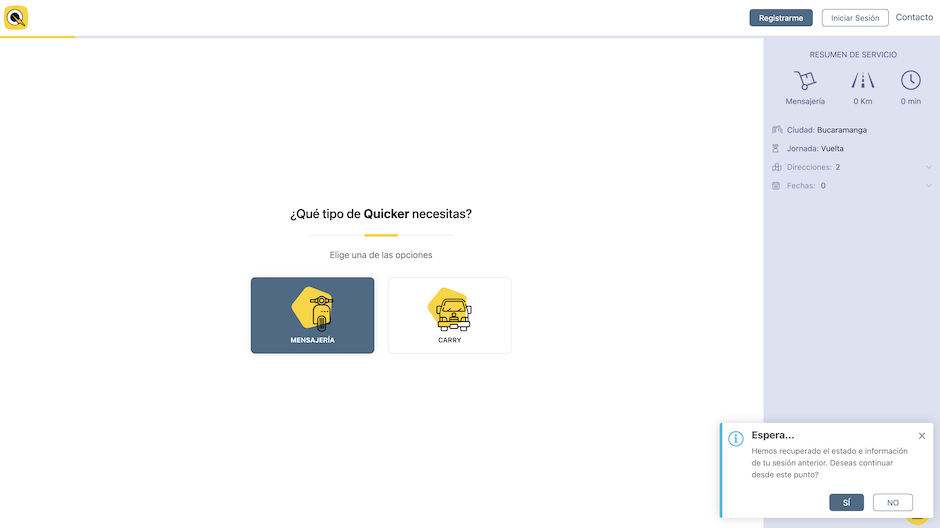 Registrarme
Iniciar Sesión
Contacto
RESUMEN DE SERVICIO
Mensajería
0 Km
0 min
Ciudad: Bucaramanga
Jornada: Vuelta
Direcciones: 2
Fechas: 0
¿Qué tipo de Quicker necesitas?
Elige una de las opciones
MENSAJERÍA
CARRY
Espera...
Hemos recuperado el estado e información
de tu sesión anterior. Deseas continuar
desde este punto?
SÍ
NO